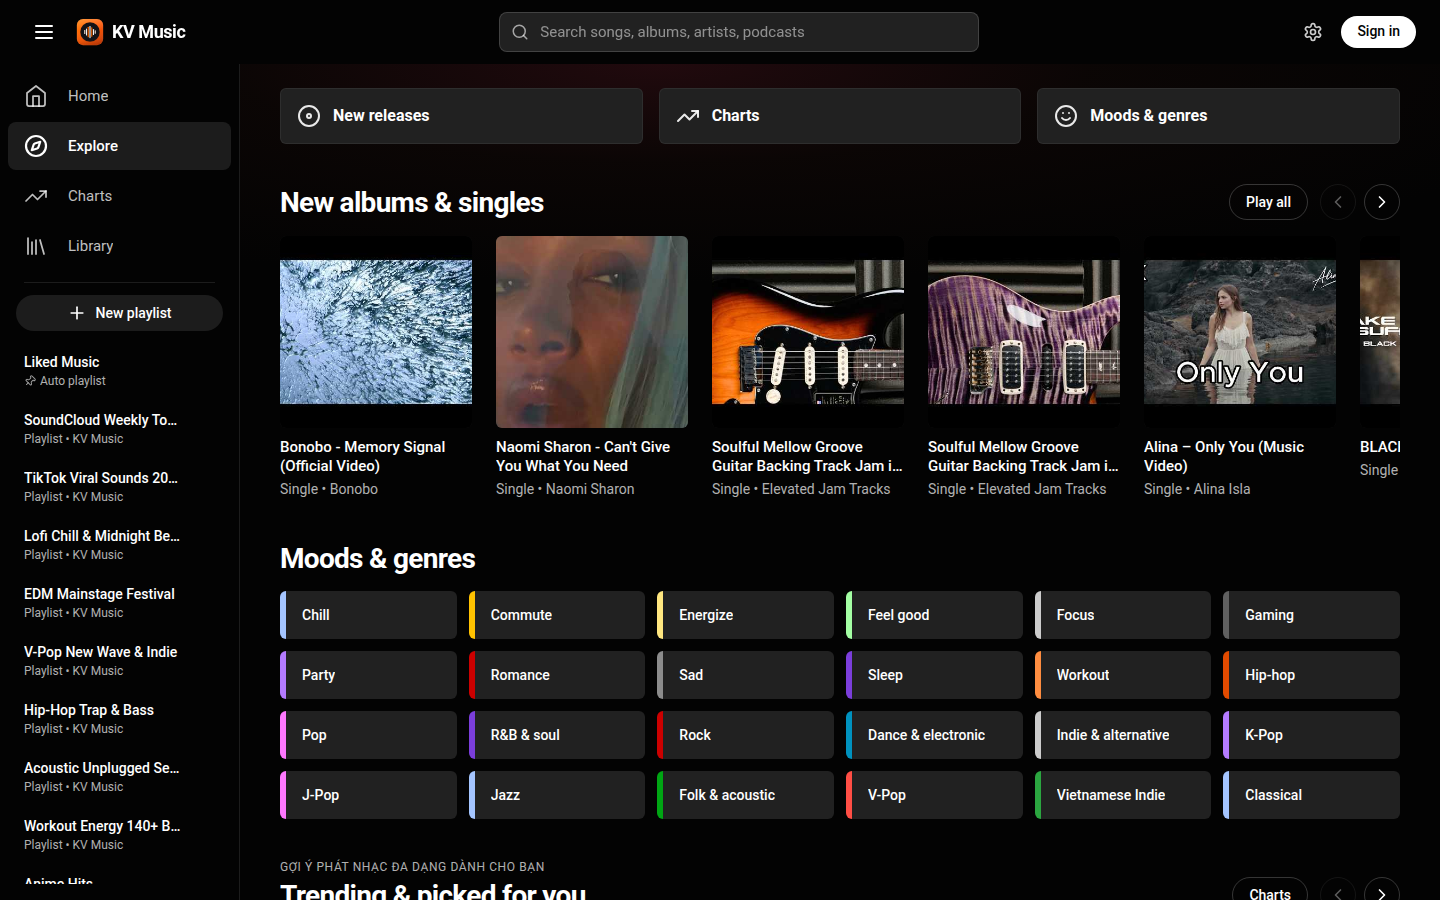 KV Music
Search songs, albums, artists, podcasts
Sign in
Home
Explore
Charts
Library
New playlist
Liked Music
Auto playlist
SoundCloud Weekly To...
Playlist • KV Music
TikTok Viral Sounds 20...
Playlist • KV Music
Lofi Chill & Midnight Be...
Playlist • KV Music
EDM Mainstage Festival
Playlist • KV Music
V-Pop New Wave & Indie
Playlist • KV Music
Hip-Hop Trap & Bass
Playlist • KV Music
Acoustic Unplugged Se...
Playlist • KV Music
Workout Energy 140+ B...
Playlist • KV Music
Anime Hits
New releases
Charts
Moods & genres
New albums & singles
Play all
Only You
BLACK
Bonobo - Memory Signal
(Official Video)
Single • Bonobo
Naomi Sharon - Can't Give
You What You Need
Single • Naomi Sharon
Soulful Mellow Groove
Guitar Backing Track Jam i...
Single • Elevated Jam Tracks
Soulful Mellow Groove
Guitar Backing Track Jam i...
Single • Elevated Jam Tracks
Alina – Only You (Music
Video)
Single • Alina Isla
BLAC
Single
Moods & genres
Chill
Commute
Energize
Feel good
Focus
Gaming
Party
Romance
Sad
Sleep
Workout
Hip-hop
Pop
R&B & soul
Rock
Dance & electronic
Indie & alternative
K-Pop
J-Pop
Jazz
Folk & acoustic
V-Pop
Vietnamese Indie
Classical
GỢI Ý PHÁT NHẠC ĐA DẠNG DÀNH CHO BẠN
Trending & picked for you
Charts